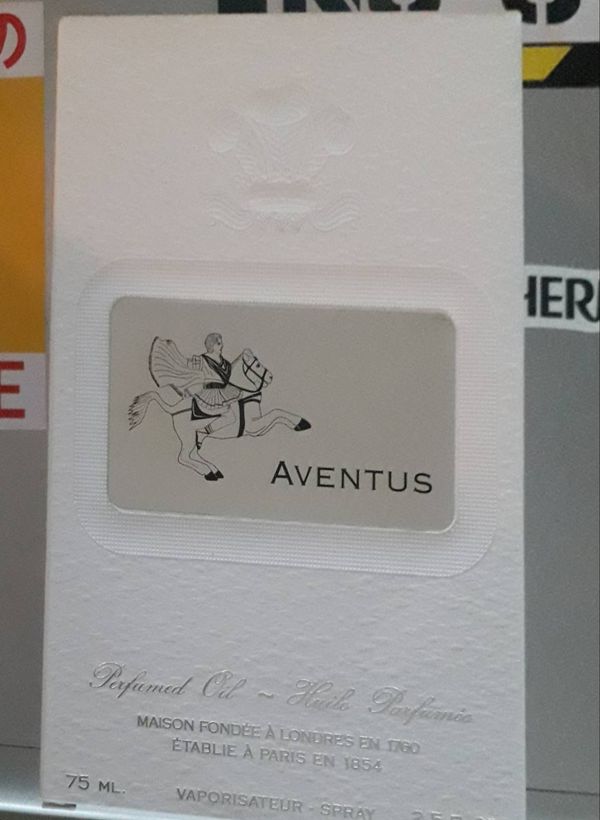 の
E
HER
AVENTUS
Perfumed Oil ~ Huile Parfumée
MAISON FONDÉE À LONDRES EN 1760
ÉTABLIE À PARIS EN 1854
75 ML.
VAPORISATEUR - SPRAY